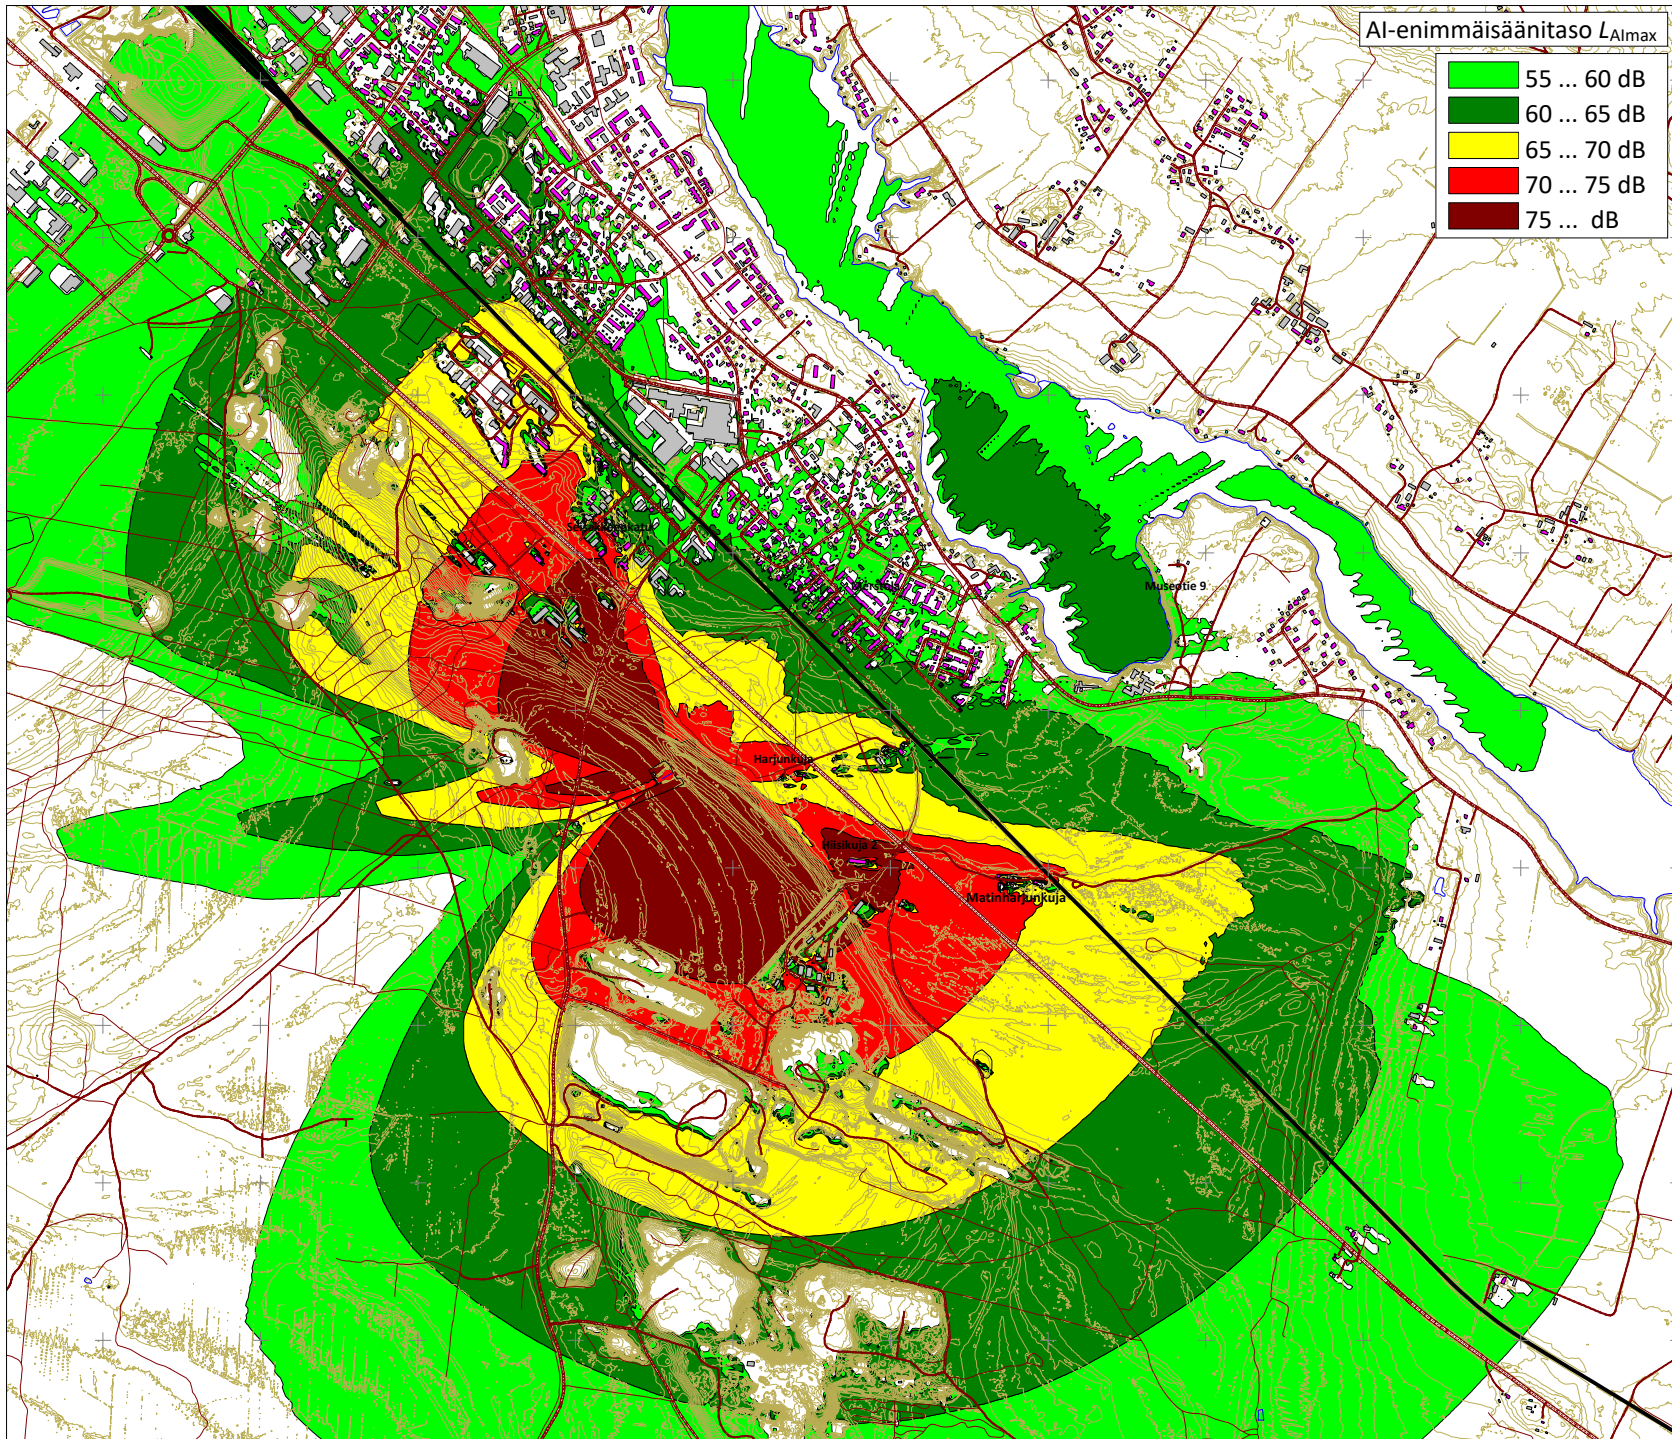 AI-enimmäisäänitaso LAImax
55 ... 60 dB
60 ... 65 dB
65 ... 70 dB
70 ... 75 dB
75 ... dB
Museotie 9
Harjunkuja
Häsikuja 2
Matinharjunkuja